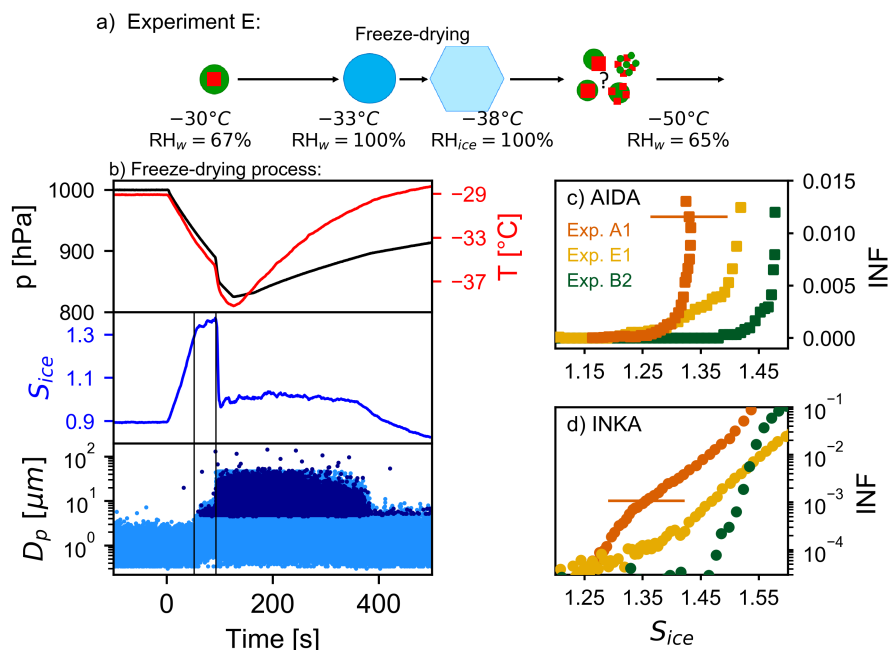 a) Experiment E:
Freeze-drying
?
−30°C
RHw = 67%
−33°C
RHw = 100%
−38°C
RHice = 100%
−50°C
RHw = 65%
b) Freeze-drying process:
1000
900
800
p [hPa]
−29
−33
−37
T [°C]
1.3
1.1
0.9
Sice
10²
10¹
10⁰
Dp [μm]
0
200
400
Time [s]
c) AIDA
Exp. A1
Exp. E1
Exp. B2
0.015
0.010
0.005
0.000
INF
1.15
1.25
1.35
1.45
d) INKA
10⁻¹
10⁻²
10⁻³
10⁻⁴
INF
1.25
1.35
1.45
1.55
Sice